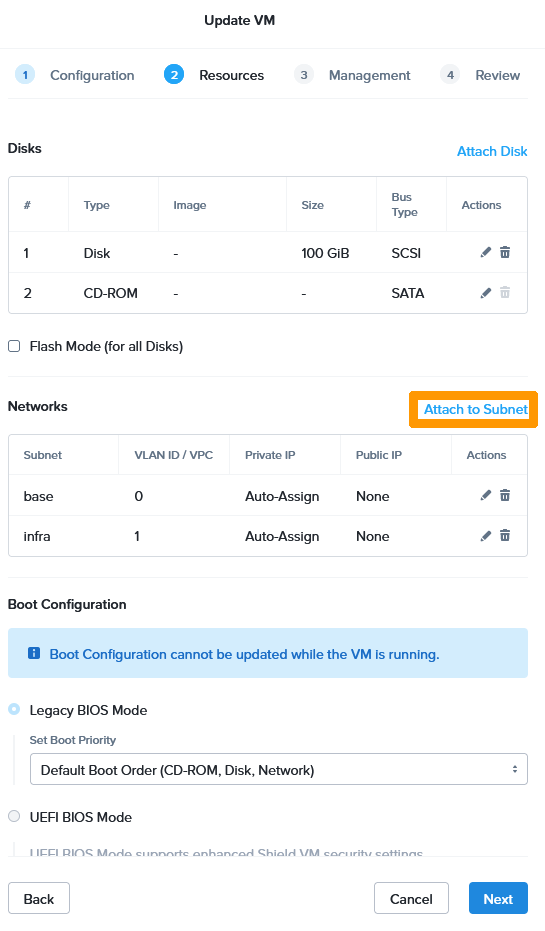 Update VM
1 Configuration 2 Resources 3 Management 4 Review
Disks
Attach Disk
# Type Image Size Bus Type Actions
1 Disk - 100 GiB SCSI
2 CD-ROM - - SATA
Flash Mode (for all Disks)
Networks
Attach to Subnet
Subnet VLAN ID / VPC Private IP Public IP Actions
base 0 Auto-Assign None
infra 1 Auto-Assign None
Boot Configuration
Boot Configuration cannot be updated while the VM is running.
Legacy BIOS Mode
Set Boot Priority
Default Boot Order (CD-ROM, Disk, Network)
UEFI BIOS Mode
UEFI BIOS Mode supports enhanced Shield VM security settings.
Back Cancel Next